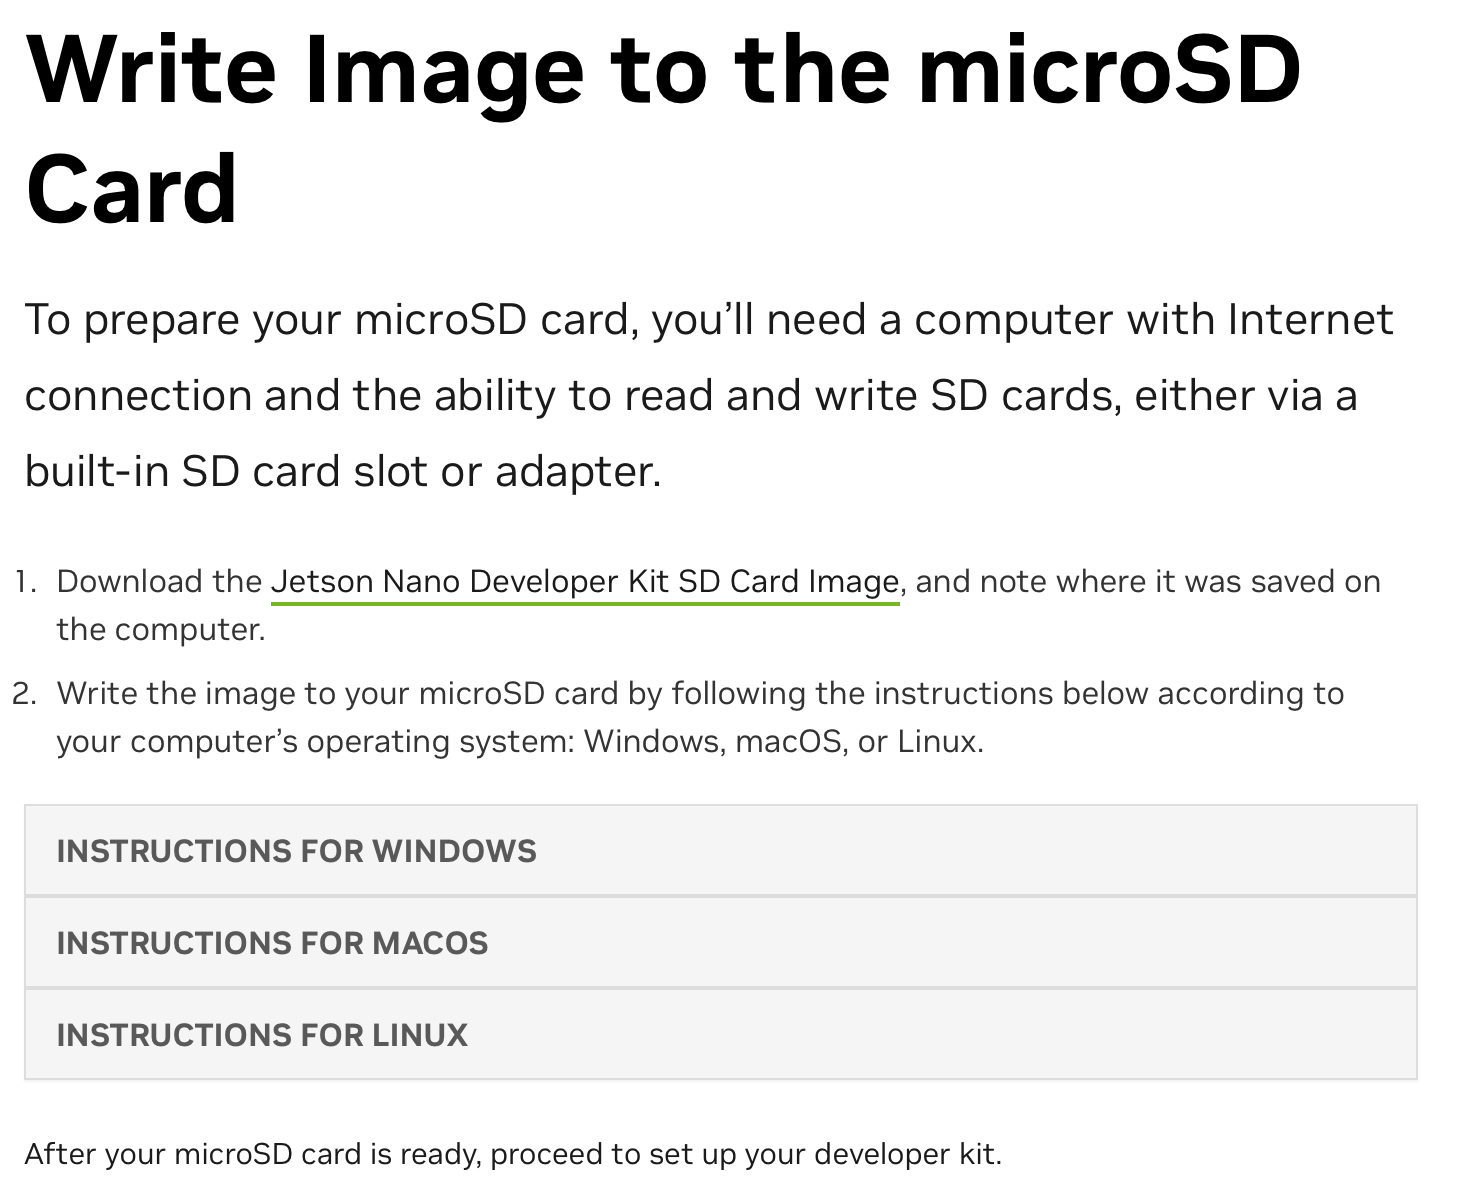 Write Image to the microSD
Card
To prepare your microSD card, you’ll need a computer with Internet
connection and the ability to read and write SD cards, either via a
built-in SD card slot or adapter.
1. Download the Jetson Nano Developer Kit SD Card Image, and note where it was saved on
the computer.
2. Write the image to your microSD card by following the instructions below according to
your computer’s operating system: Windows, macOS, or Linux.
INSTRUCTIONS FOR WINDOWS
INSTRUCTIONS FOR MACOS
INSTRUCTIONS FOR LINUX
After your microSD card is ready, proceed to set up your developer kit.